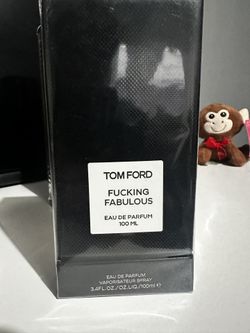 TOM FORD
FUCKING
FABULOUS
EAU DE PARFUM
100 ML
EAU DE PARFUM
VAPORISATEUR SPRAY
3.4FL.OZ./OZ.LIQ./100ml℮